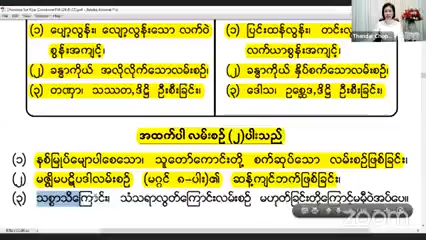 (၁) ပျော့လွန်း၊ လျော့လွန်းသော လက်ဝဲ
စွန်းအကျင့်၊
(၂) ခန္ဓာကိုယ် အလိုလိုက်သောလမ်းစဉ်၊
(၃) တဏှာ၊ သဿတ,ဒိဋ္ဌိ ဦးစီးခြင်း၊
(၁) ပြင်းထန်လွန်း၊
လက်ယာစွန်းအကျင့်၊
(၂) ခန္ဓာကိုယ် နှိပ်စက်သောလမ်းစဉ်၊
(၃) ဒေါသ၊ ဥစ္ဆေဒ,ဒိဋ္ဌိ ဦးစီးခြင်း၊
အထက်ပါ လမ်းစဉ် (၂)ပါးသည်
(၁) နစ်မြုပ်မျောပါစေသော၊ သူတော်ကောင်းတို့ စက်ဆုပ်သော လမ်းစဉ်ဖြစ်ခြင်း၊
(၂) မဇ္ဈိမပဋိပဒါလမ်းစဉ် (မဂ္ဂင် ၈-ပါး)၏ ဆန့်ကျင်ဘက်ဖြစ်ခြင်း၊
(၃) သစ္စာသိကြောင်း၊ သံသရာလွတ်ကြောင်းလမ်းစဉ် မဟုတ်ခြင်းတို့ကြောင့်မမှီဝဲအပ်ပေ။
zoom